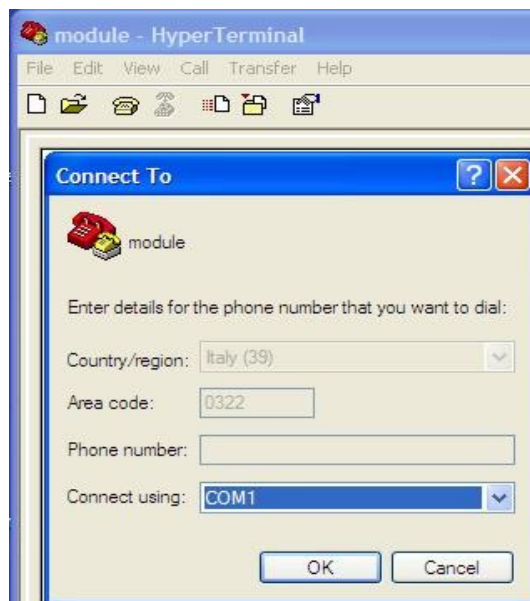 module - HyperTerminal
File Edit View Call Transfer Help
Connect To
module
Enter details for the phone number that you want to dial:
Country/region: Italy (39)
Area code: 0322
Phone number:
Connect using: COM1
OK Cancel